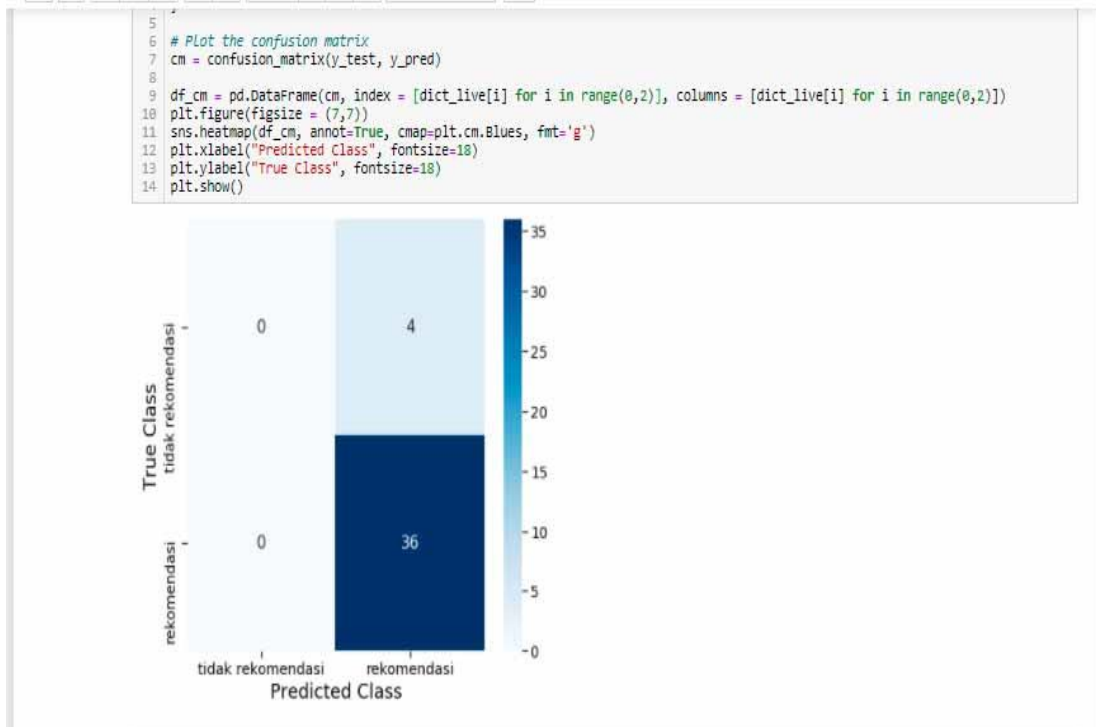 5
6 # Plot the confusion matrix
7 cm = confusion_matrix(y_test, y_pred)
8
9 df_cm = pd.DataFrame(cm, index = [dict_live[i] for i in range(0,2)], columns = [dict_live[i] for i in range(0,2)])
10 plt.figure(figsize = (7,7))
11 sns.heatmap(df_cm, annot=True, cmap=plt.cm.Blues, fmt='g')
12 plt.xlabel("Predicted Class", fontsize=18)
13 plt.ylabel("True Class", fontsize=18)
14 plt.show()
True Class
tidak rekomendasi
rekomendasi
0 4
0 36
35
30
25
20
15
10
5
0
tidak rekomendasi rekomendasi
Predicted Class